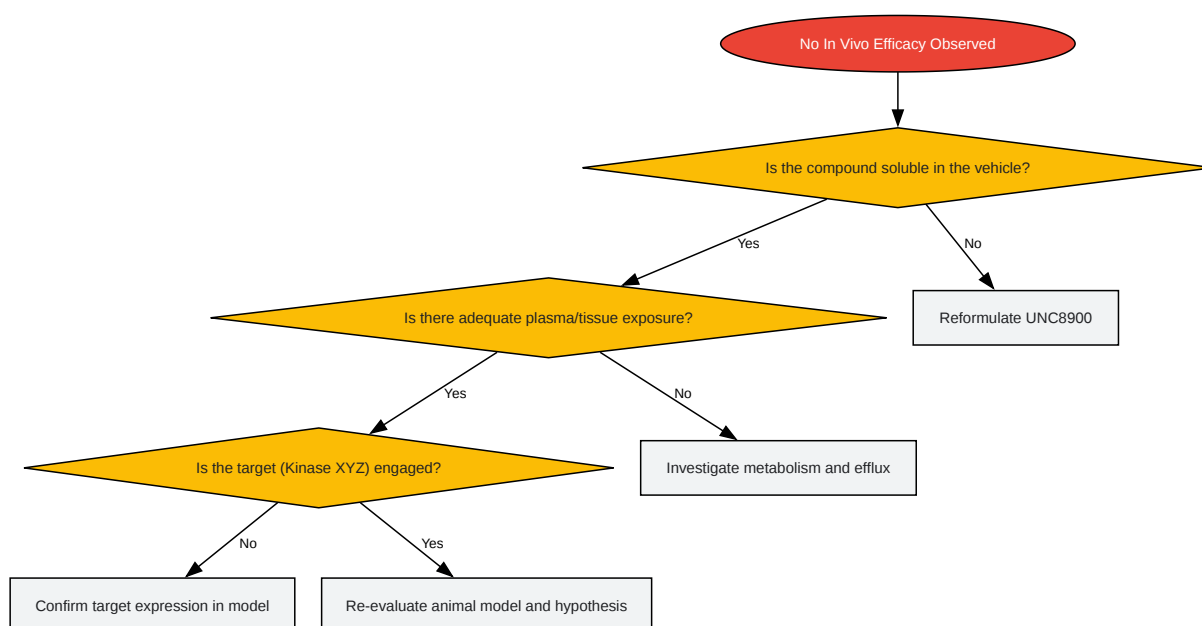 No In Vivo Efficacy Observed
Is the compound soluble in the vehicle?
Yes
No
Is there adequate plasma/tissue exposure?
Reformulate UNC8900
Yes
No
Is the target (Kinase XYZ) engaged?
Investigate metabolism and efflux
No
Yes
Confirm target expression in model
Re-evaluate animal model and hypothesis